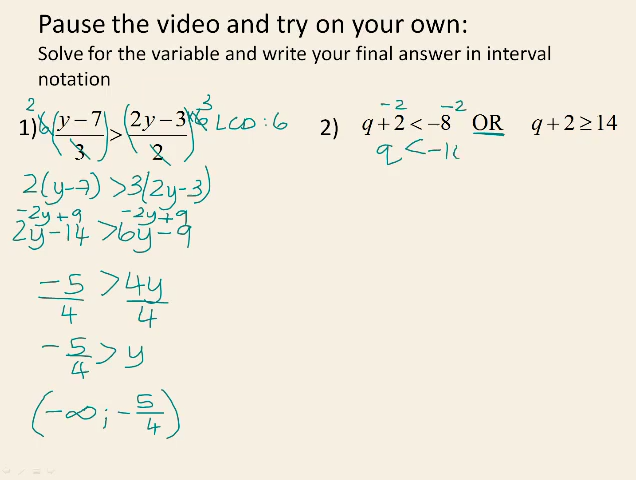 Pause the video and try on your own:
Solve for the variable and write your final answer in interval
notation
1) 2 6(y-7/3) > (2y-3/2)×6 3 LCD : 6
2(y-7) > 3(2y-3)
-2y+9 -2y+9
2y-14 > 6y-9
-5/4 > 4y/4
-5/4 > y
(-∞ ; -5/4)
-2 -2
2) q+2 < -8 OR q+2 ≥ 14
q < -1